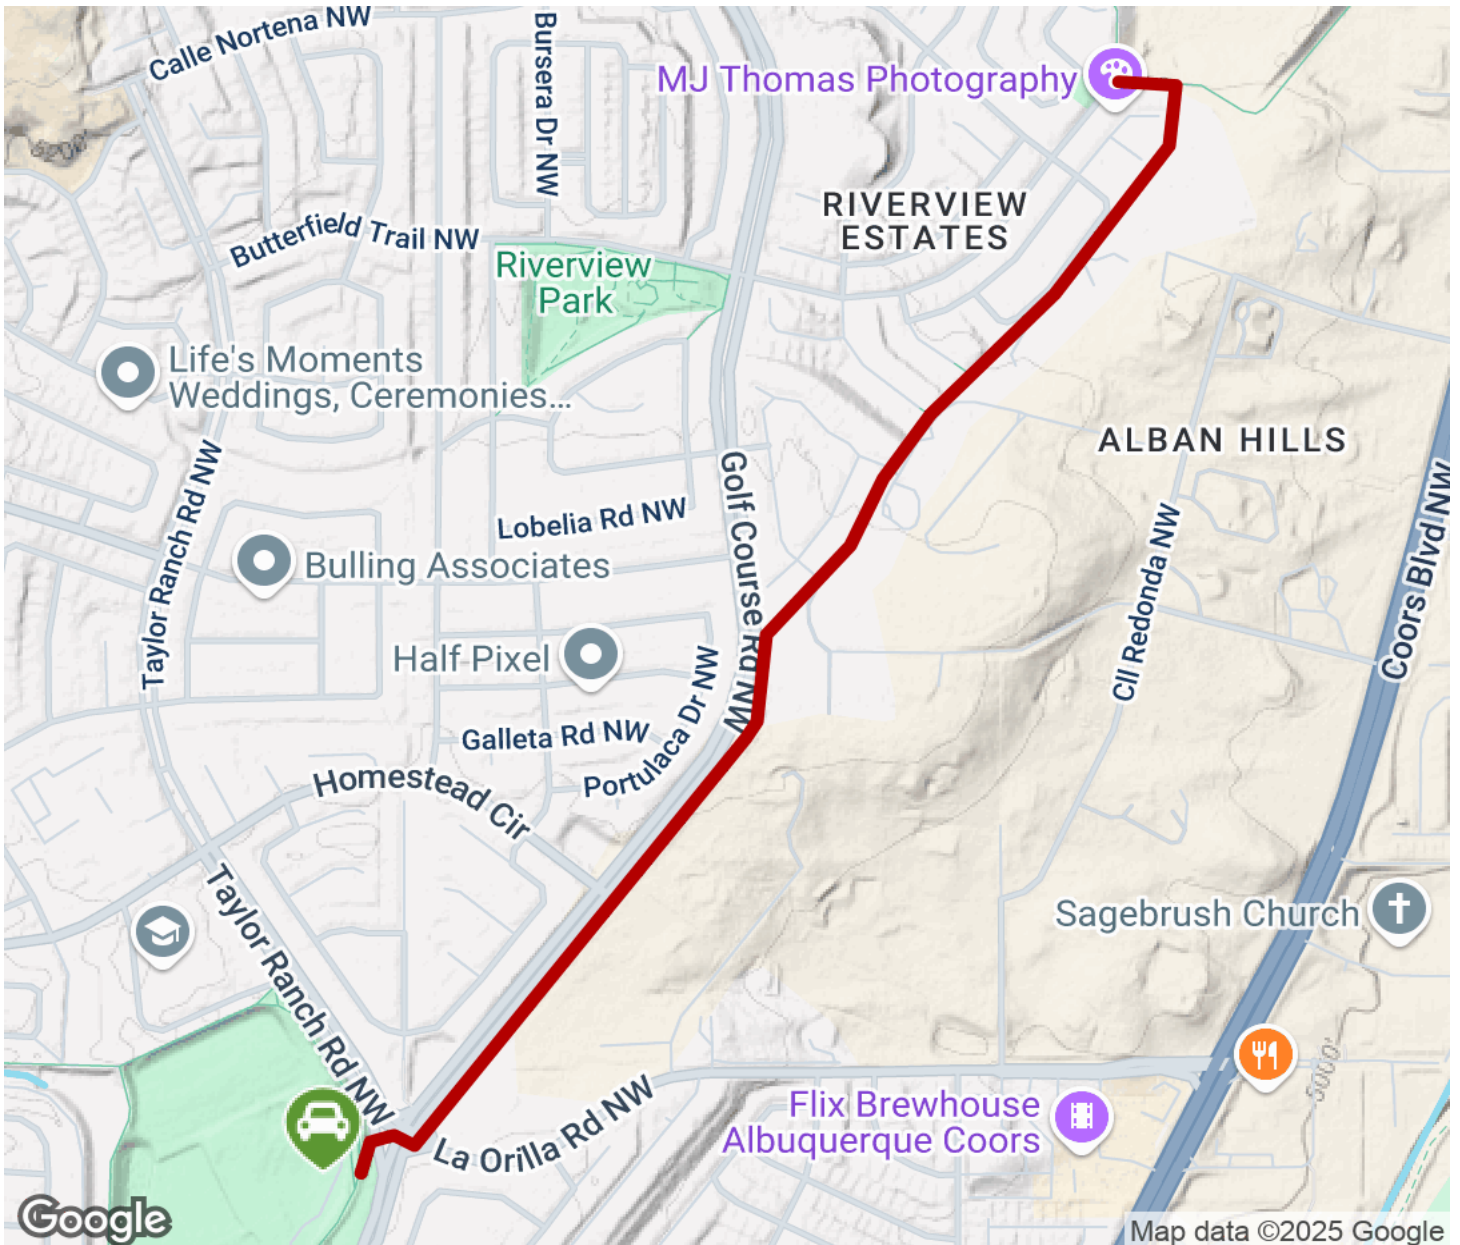 Calle Nortena NW
Bursera Dr NW
MJ Thomas Photography
RIVERVIEW
ESTATES
Butterfield Trail NW
Riverview
Park
Life's Moments
Weddings, Ceremonies...
ALBAN HILLS
Taylor Ranch Rd NW
Golf Course Rd NW
Lobelia Rd NW
Coors Blvd NW
Bulling Associates
Cll Redonda NW
Half Pixel
Portulaca Dr NW
Galleta Rd NW
Homestead Cir
Taylor Ranch Rd NW
Sagebrush Church
5000'
La Orilla Rd NW
Flix Brewhouse
Albuquerque Coors
Google
Map data ©2025 Google